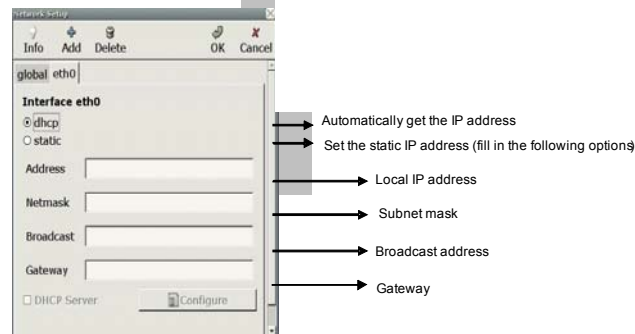 Network Setup
Info Add Delete OK Cancel
global eth0
Interface eth0
dhcp
static
Address
Netmask
Broadcast
Gateway
DHCP Server Configure
Automatically get the IP address
Set the static IP address (fill in the following options)
Local IP address
Subnet mask
Broadcast address
Gateway